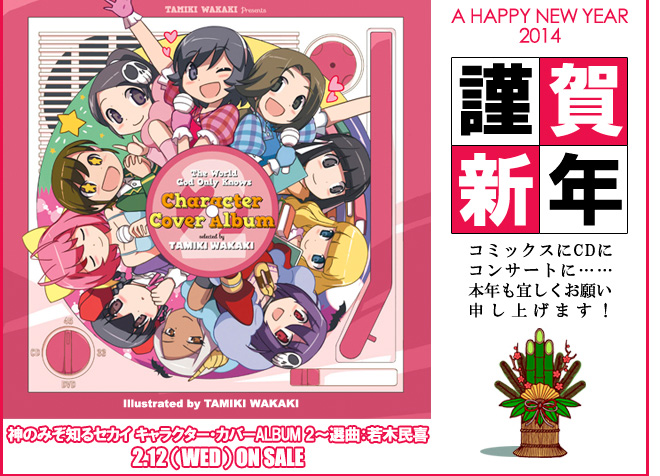 TAMIKI WAKAKI Presents
The World
God Only Knows
Character
Cover Album
selected by
TAMIKI WAKAKI
45
CD
33
DVD
Illustrated by TAMIKI WAKAKI
神のみぞ知るセカイ キャラクター・カバーALBUM 2～選曲:若木民喜
2.12 (WED) ON SALE
A HAPPY NEW YEAR
2014
謹賀
新年
コミックスにCDに
コンサートに……
本年も宜しくお願い
申し上げます！